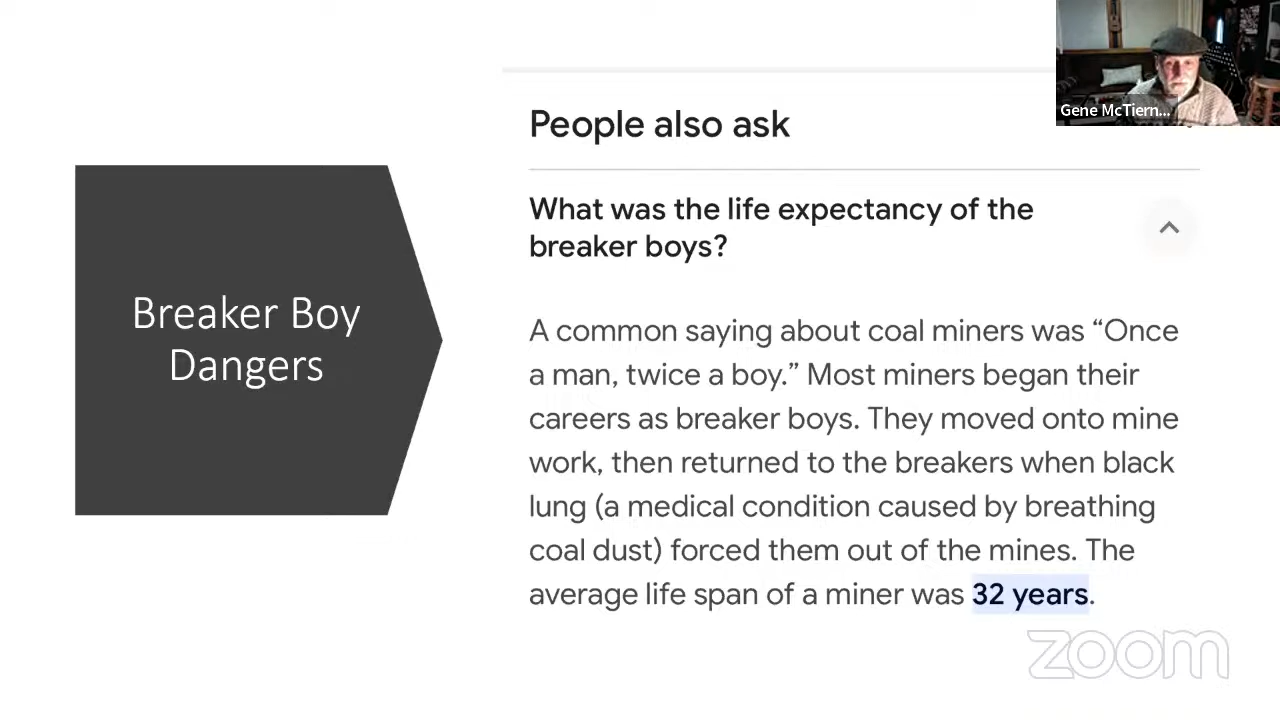 Breaker Boy
Dangers
People also ask
What was the life expectancy of the
breaker boys?
A common saying about coal miners was “Once
a man, twice a boy.” Most miners began their
careers as breaker boys. They moved onto mine
work, then returned to the breakers when black
lung (a medical condition caused by breathing
coal dust) forced them out of the mines. The
average life span of a miner was 32 years.
Gene McTiern...
zoom